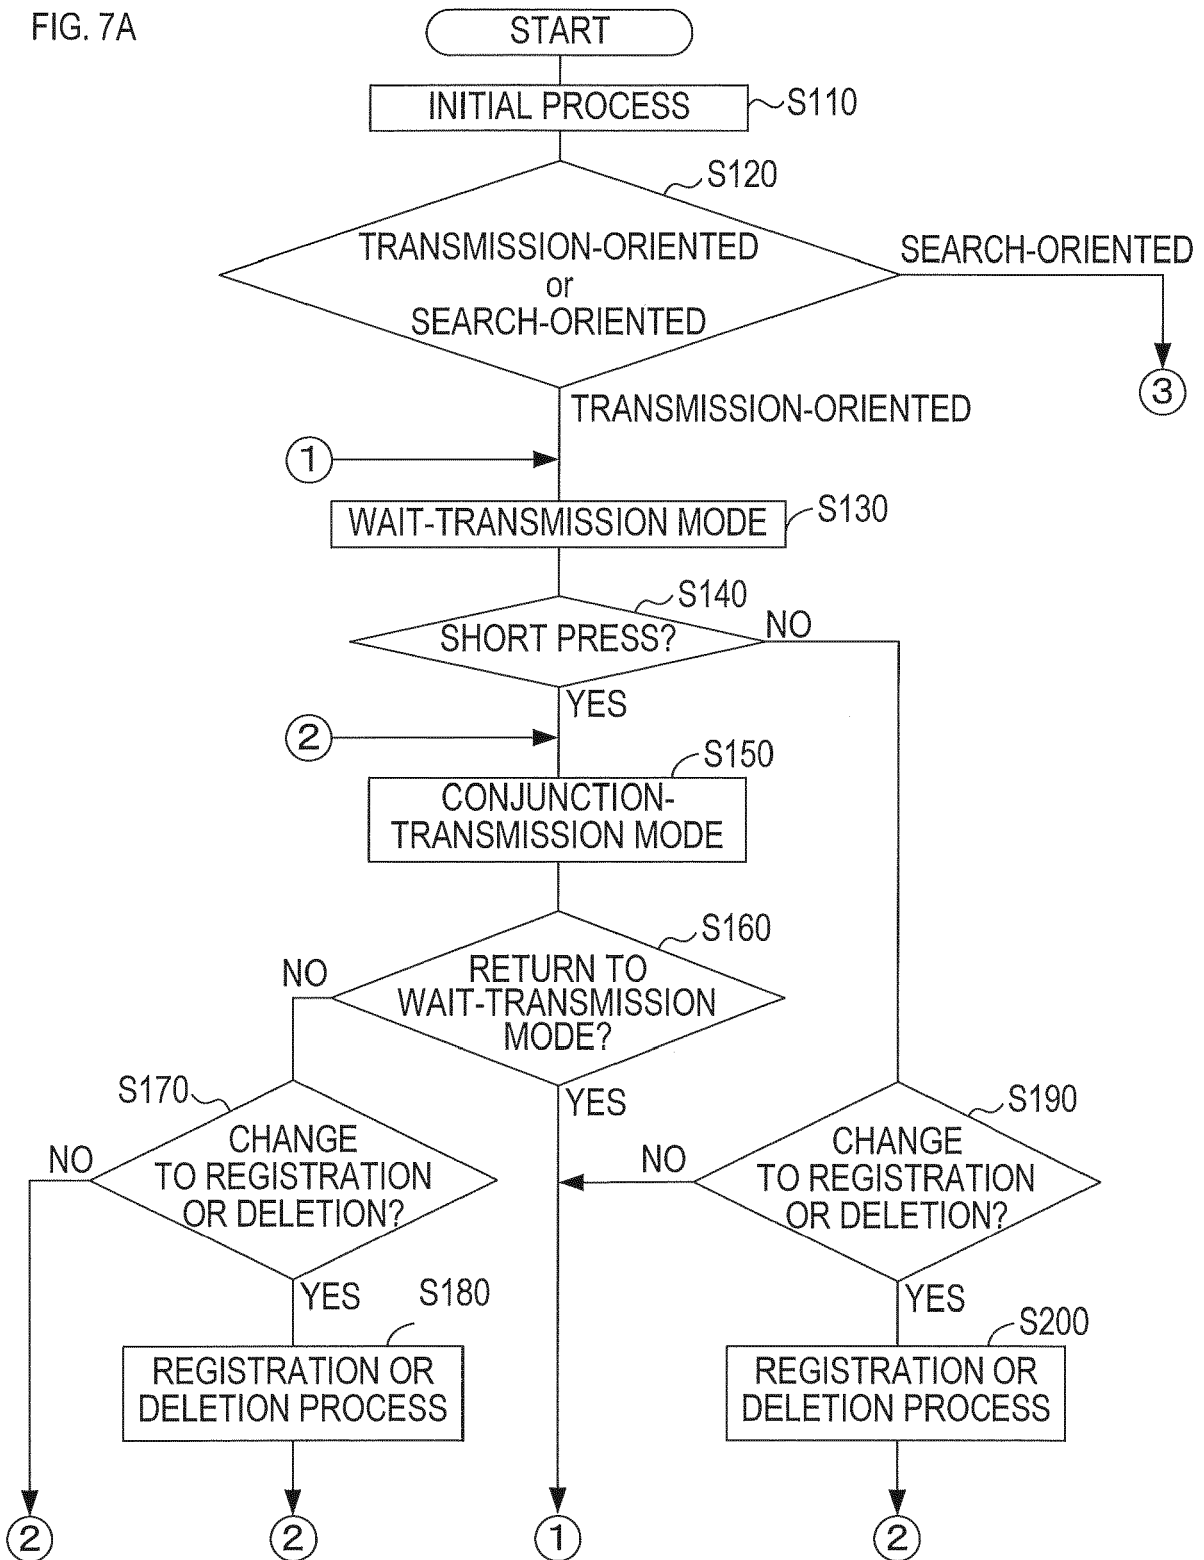 FIG. 7A
START
INITIAL PROCESS
S110
S120
TRANSMISSION-ORIENTED
or
SEARCH-ORIENTED
SEARCH-ORIENTED
3
TRANSMISSION-ORIENTED
1
WAIT-TRANSMISSION MODE
S130
S140
SHORT PRESS?
NO
YES
2
S150
CONJUNCTION-
TRANSMISSION MODE
S160
NO
RETURN TO
WAIT-TRANSMISSION
MODE?
YES
S170
CHANGE
TO REGISTRATION
OR DELETION?
NO
YES
S190
CHANGE
TO REGISTRATION
OR DELETION?
NO
YES
S180
REGISTRATION OR
DELETION PROCESS
S200
REGISTRATION OR
DELETION PROCESS
2
2
1
2